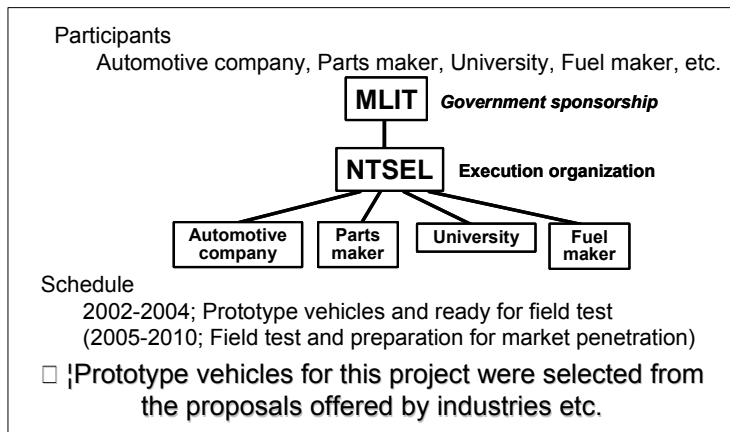 Participants
Automotive company, Parts maker, University, Fuel maker, etc.
MLIT Government sponsorship
NTSEL Execution organization
Automotive company
Parts maker
University
Fuel maker
Schedule
2002-2004; Prototype vehicles and ready for field test
(2005-2010; Field test and preparation for market penetration)
□ ¦Prototype vehicles for this project were selected from
the proposals offered by industries etc.